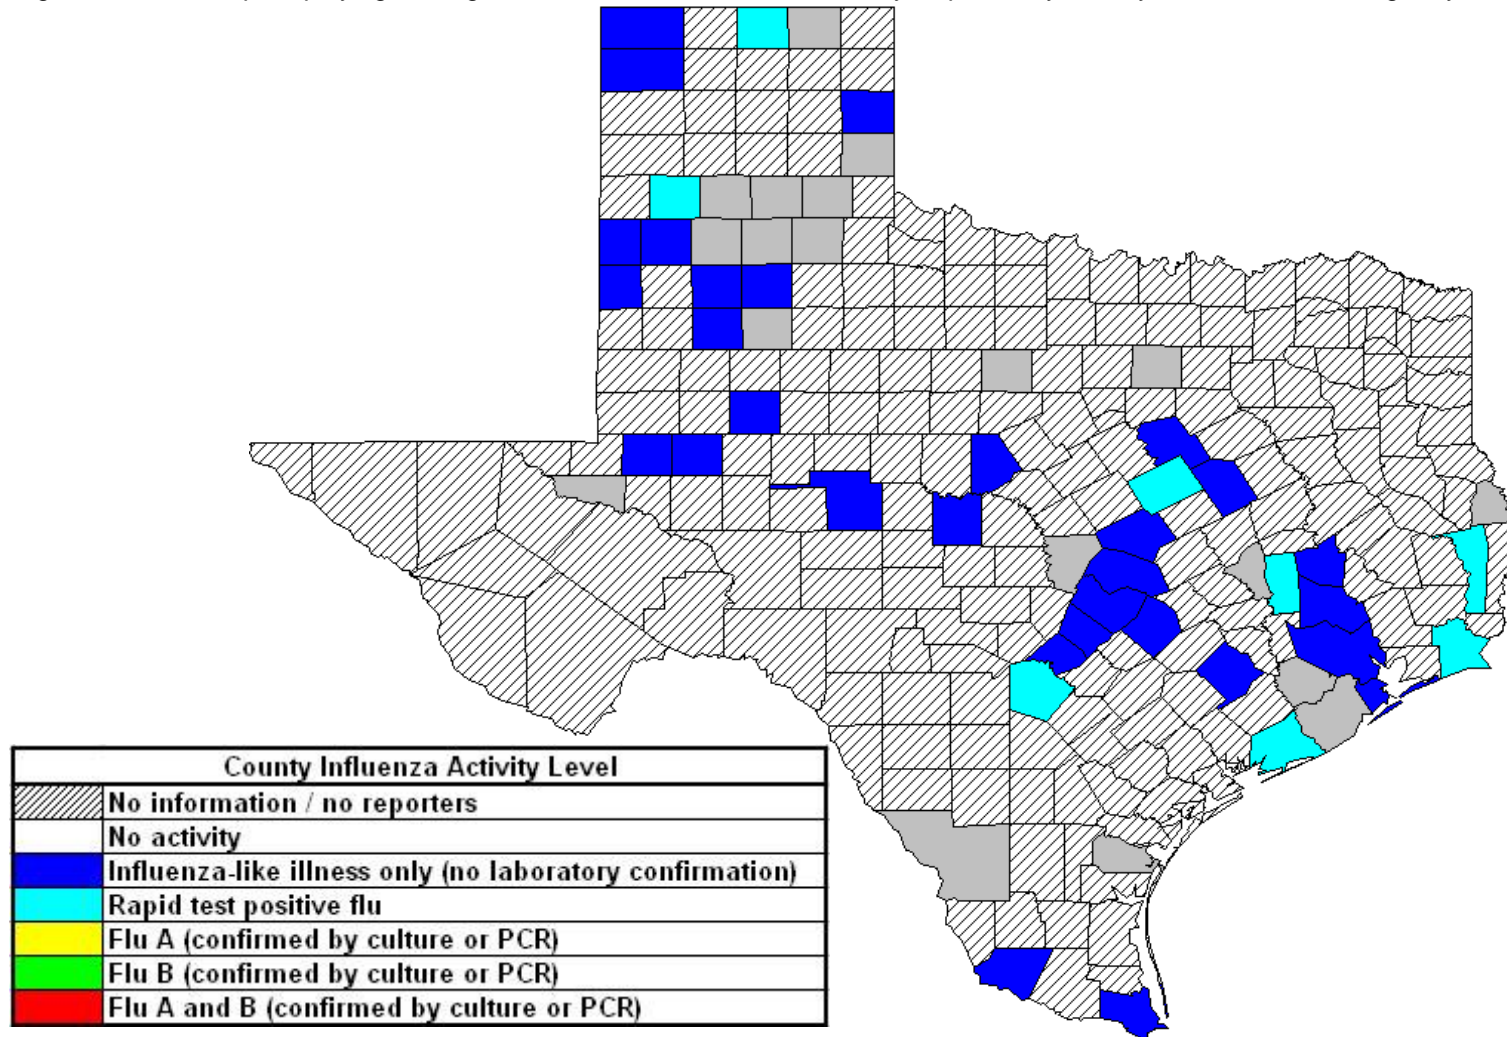 County Influenza Activity Level
No information / no reporters
No activity
Influenza-like illness only (no laboratory confirmation)
Rapid test positive flu
Flu A (confirmed by culture or PCR)
Flu B (confirmed by culture or PCR)
Flu A and B (confirmed by culture or PCR)